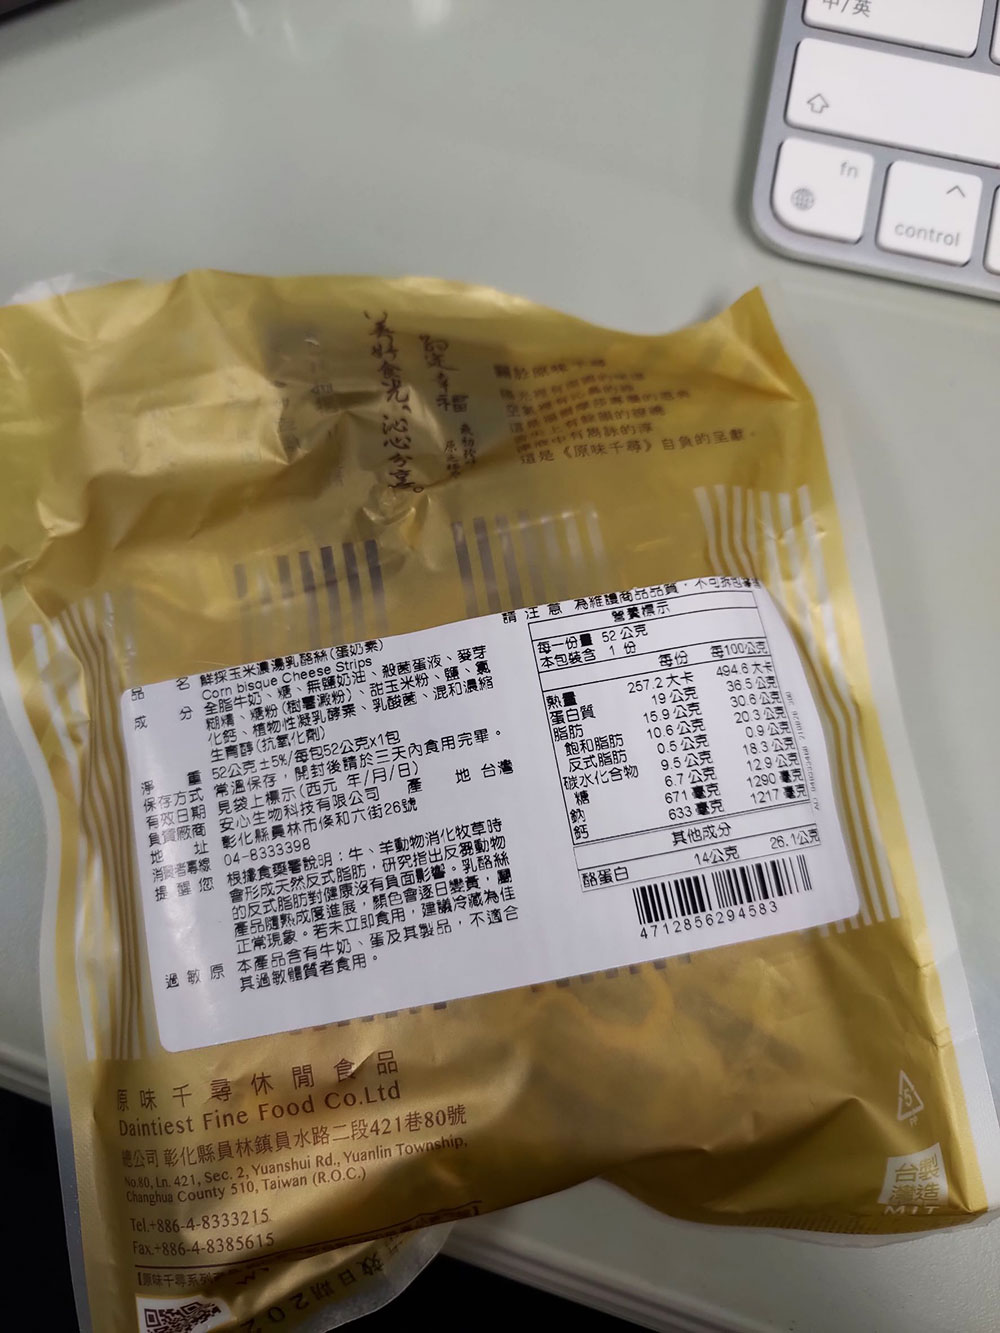 中/英
fn
control
美好食光，沁心分享。
這是《原味千尋》自負的呈獻。
請注意 為維護商品品質，不可拆包
品名 鮮採玉米濃湯乳酪絲(蛋奶素)
Corn bisque Cheese Strips
成分 全脂牛奶、糖、無鹽奶油、殺菌蛋液、麥芽
糊精、糖粉(樹薯澱粉)、甜玉米粉、鹽、氯
化鈣、植物性凝乳酵素、乳酸菌、混和濃縮
生育醇(抗氧化劑)
淨重 52公克±5%/每包52公克x1包
保存方式 常溫保存，開封後請於三天內食用完畢。
有效日期 見袋上標示(西元 年/月/日)
負責廠商 安心生物科技有限公司 產地 台灣
地址 彰化縣員林市條和六街26號
消費者專線 04-8333398
提醒您 根據食藥署說明：牛、羊動物消化牧草時
會形成天然反式脂肪，研究指出反芻動物
的反式脂肪對健康沒有負面影響。乳酪絲
產品隨熟成度進展，顏色會逐日變黃，屬
正常現象。若未立即食用，建議冷藏為佳
過敏原 本產品含有牛奶、蛋及其製品，不適合
其過敏體質者食用。
營養標示
每一份量 52 公克
本包裝含 1 份
每份 每100公克
熱量 257.2 大卡 494.6 大卡
蛋白質 19 公克 36.5 公克
脂肪 15.9 公克 30.6 公克
飽和脂肪 10.6 公克 20.3 公克
反式脂肪 0.5 公克 0.9 公克
碳水化合物 9.5 公克 18.3 公克
糖 6.7 公克 12.9 公克
鈉 671 毫克 1290 毫克
鈣 633 毫克 1217 毫克
其他成分
酪蛋白 14公克 26.1公克
4712856294583
原味千尋休閒食品
Daintiest Fine Food Co.Ltd
總公司 彰化縣員林鎮員水路二段421巷80號
No.80, Ln. 421, Sec. 2, Yuanshui Rd., Yuanlin Township,
Changhua County 510, Taiwan (R.O.C.)
Tel.+886-4-8333215
Fax.+886-4-8385615
【原味千尋系列
效日期 202
5
PP
台灣製造
MIT